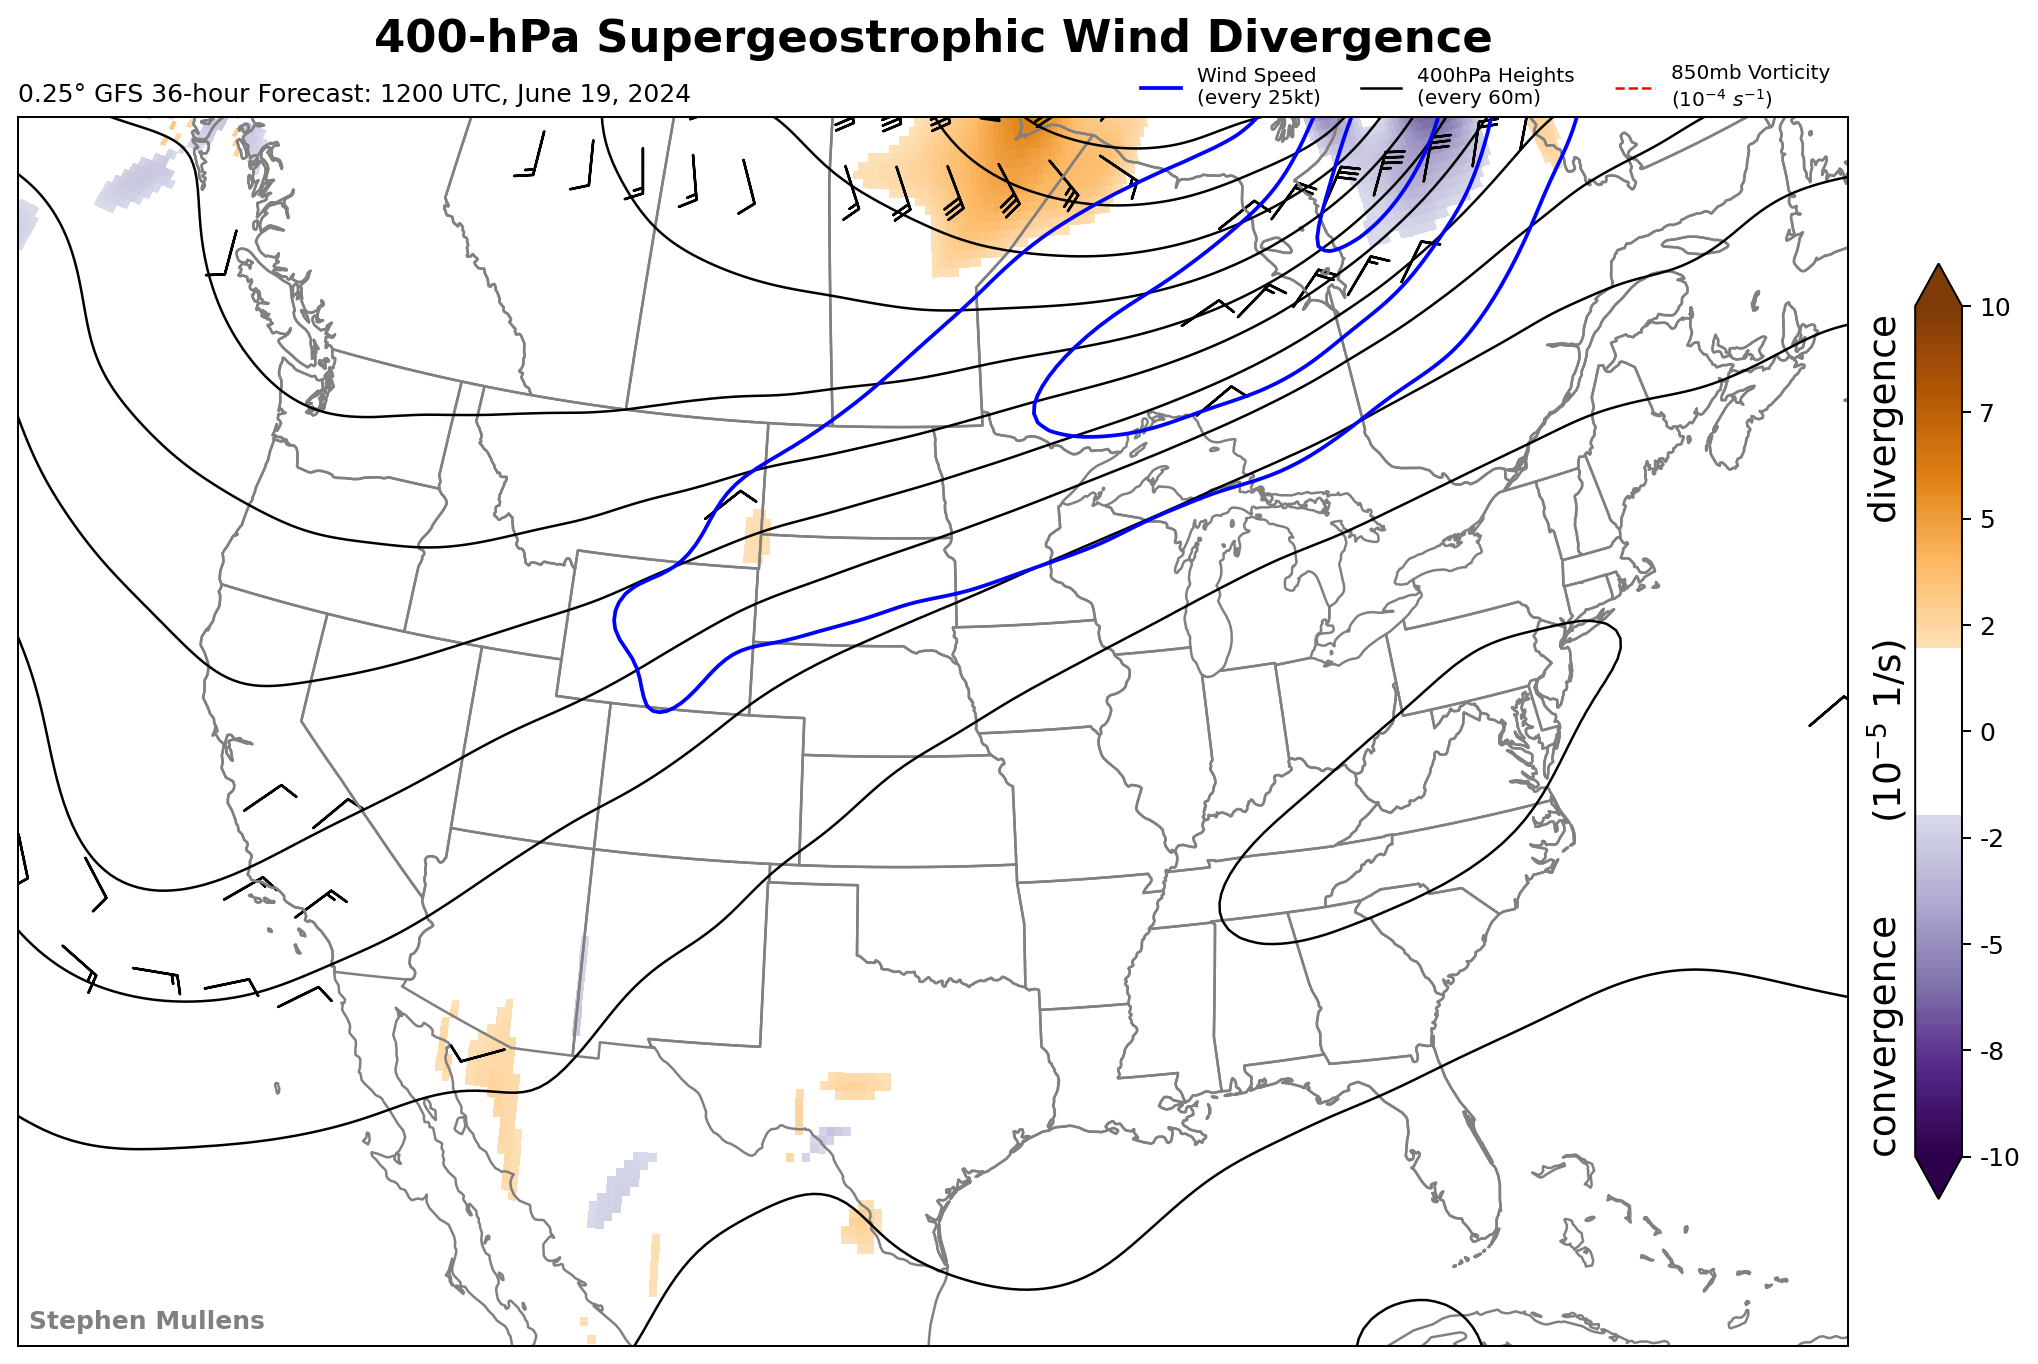 400-hPa Supergeostrophic Wind Divergence
0.25° GFS 36-hour Forecast: 1200 UTC, June 19, 2024
Wind Speed
(every 25kt)
400hPa Heights
(every 60m)
850mb Vorticity
(10⁻⁴ s⁻¹)
10
7
5
2
0
-2
-5
-8
-10
convergence (10⁻⁵ 1/s) divergence
Stephen Mullens